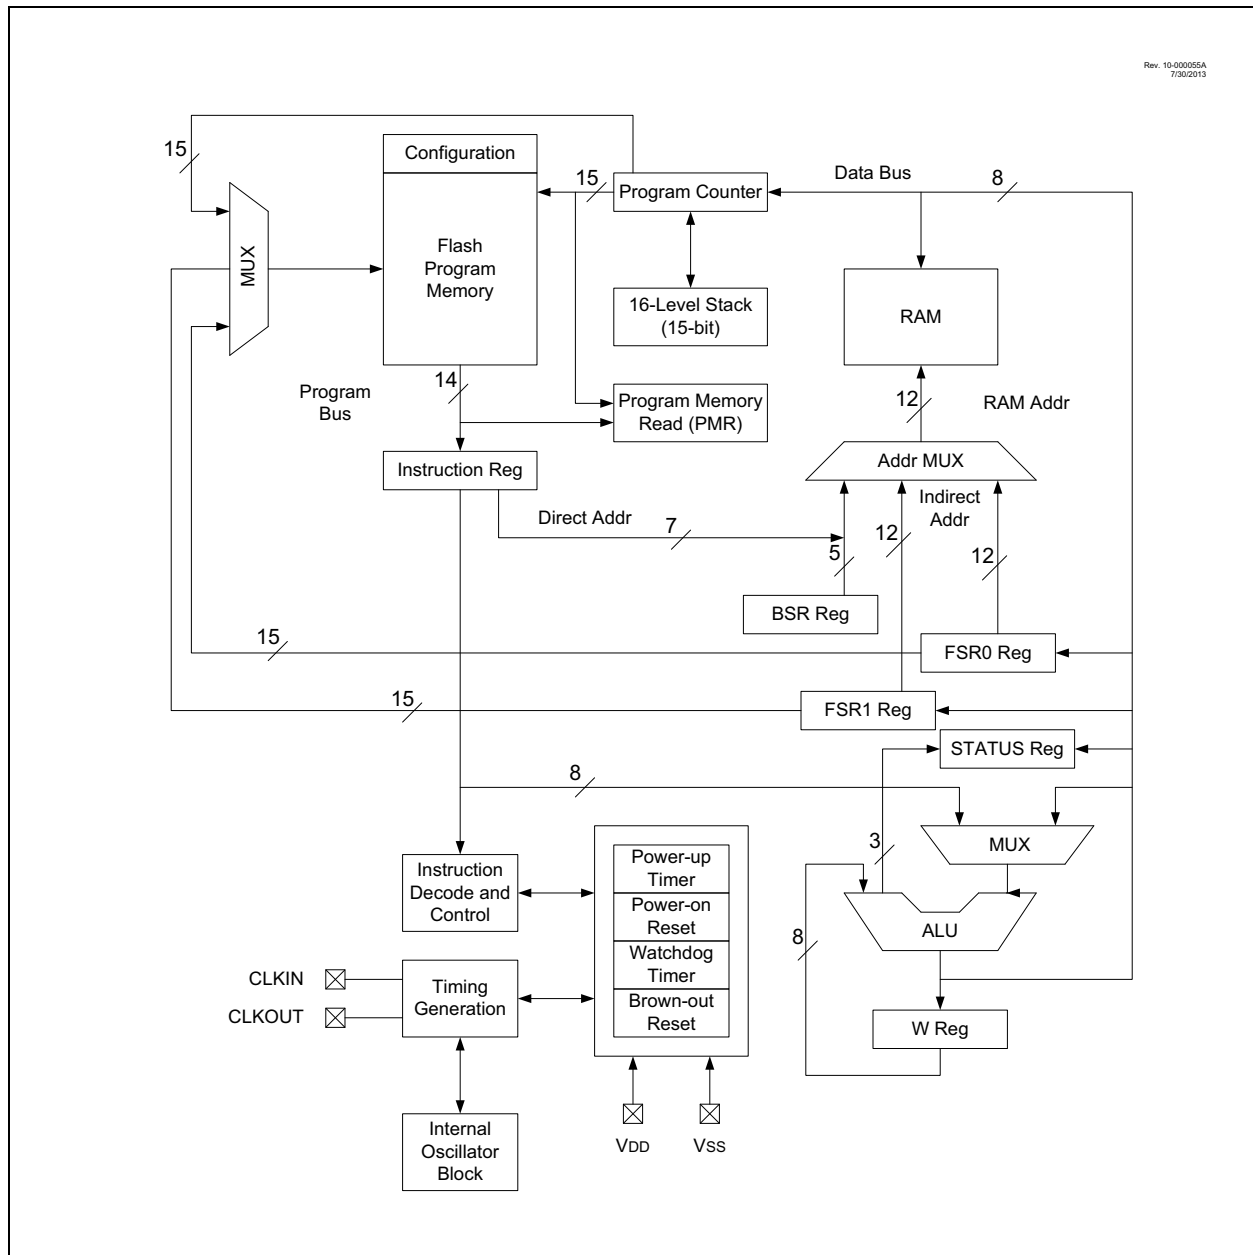 Rev. 10-000055A
7/30/2013
15
Configuration
15
Program Counter
Data Bus
8
MUX
Flash
Program
Memory
16-Level Stack
(15-bit)
RAM
Program
Bus
14
Program Memory
Read (PMR)
12
RAM Addr
Instruction Reg
Addr MUX
Direct Addr
7
Indirect
Addr
5
12
12
BSR Reg
15
FSR0 Reg
15
FSR1 Reg
STATUS Reg
8
3
MUX
Instruction
Decode and
Control
Power-up
Timer
Power-on
Reset
Watchdog
Timer
Brown-out
Reset
8
ALU
CLKIN
CLKOUT
Timing
Generation
W Reg
Internal
Oscillator
Block
VDD
VSS